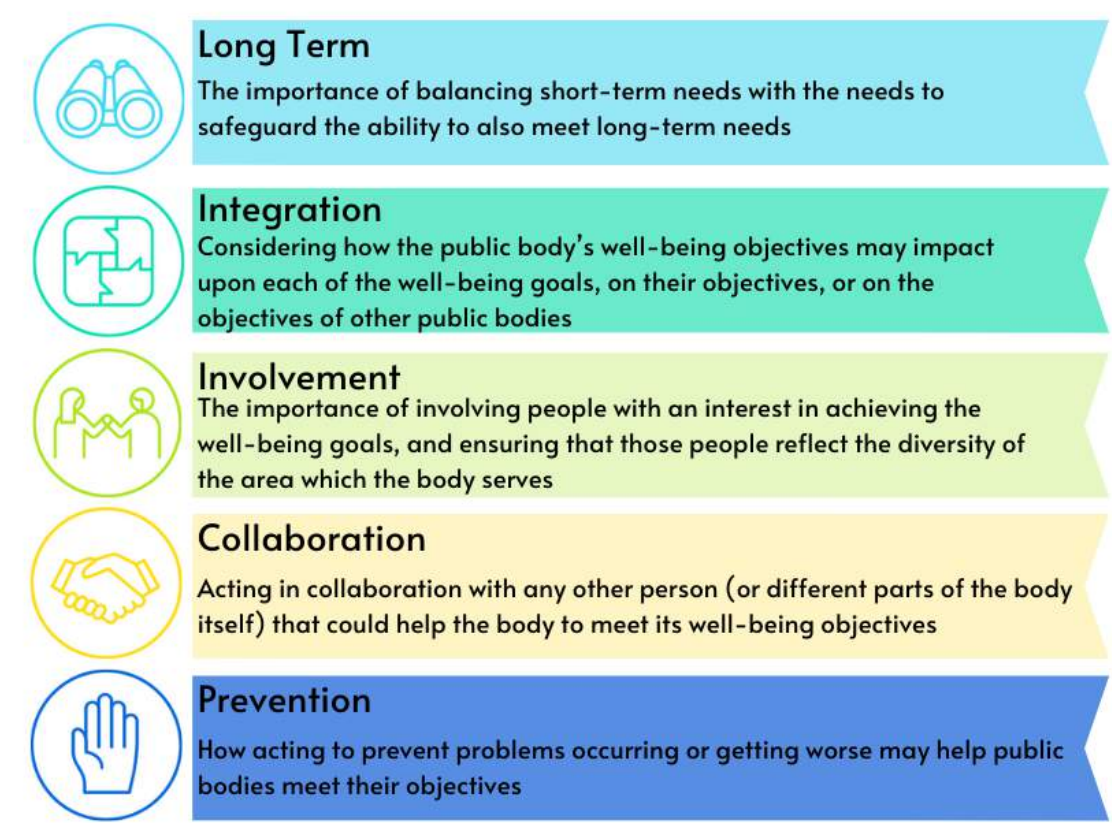 Long Term
The importance of balancing short-term needs with the needs to
safeguard the ability to also meet long-term needs
Integration
Considering how the public body's well-being objectives may impact
upon each of the well-being goals, on their objectives, or on the
objectives of other public bodies
Involvement
The importance of involving people with an interest in achieving the
well-being goals, and ensuring that those people reflect the diversity of
the area which the body serves
Collaboration
Acting in collaboration with any other person (or different parts of the body
itself) that could help the body to meet its well-being objectives
Prevention
How acting to prevent problems occurring or getting worse may help public
bodies meet their objectives